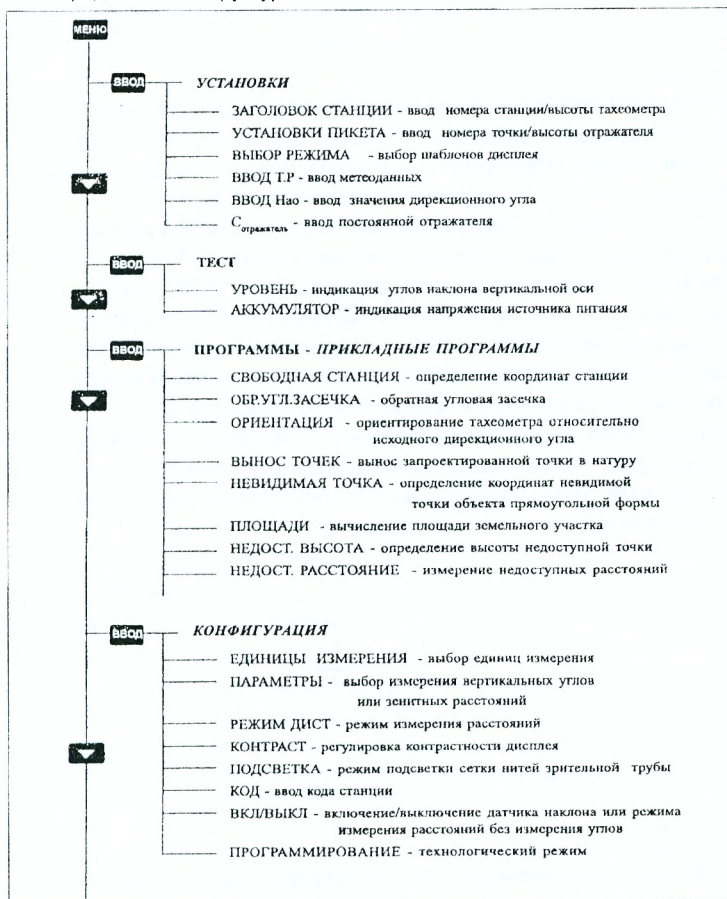 МЕНЮ
ВВОД УСТАНОВКИ
ЗАГОЛОВОК СТАНЦИИ - ввод номера станции/высоты тахеометра
УСТАНОВКИ ПИКЕТА - ввод номера точки/высоты отражателя
ВЫБОР РЕЖИМА - выбор шаблонов дисплея
ВВОД Т.Р - ввод метеоданных
ВВОД Нао - ввод значения дирекционного угла
Сотражатель - ввод постоянной отражателя
ВВОД ТЕСТ
УРОВЕНЬ - индикация углов наклона вертикальной оси
АККУМУЛЯТОР - индикация напряжения источника питания
ВВОД ПРОГРАММЫ - ПРИКЛАДНЫЕ ПРОГРАММЫ
СВОБОДНАЯ СТАНЦИЯ - определение координат станции
ОБР.УГЛ.ЗАСЕЧКА - обратная угловая засечка
ОРИЕНТАЦИЯ - ориентирование тахеометра относительно
исходного дирекционного угла
ВЫНОС ТОЧЕК - вынос запроектированной точки в натуру
НЕВИДИМАЯ ТОЧКА - определение координат невидимой
точки объекта прямоугольной формы
ПЛОЩАДИ - вычисление площади земельного участка
НЕДОСТ. ВЫСОТА - определение высоты недоступной точки
НЕДОСТ. РАССТОЯНИЕ - измерение недоступных расстояний
ВВОД КОНФИГУРАЦИЯ
ЕДИНИЦЫ ИЗМЕРЕНИЯ - выбор единиц измерения
ПАРАМЕТРЫ - выбор измерения вертикальных углов
или зенитных расстояний
РЕЖИМ ДИСТ - режим измерения расстояний
КОНТРАСТ - регулировка контрастности дисплея
ПОДСВЕТКА - режим подсветки сетки нитей зрительной трубы
КОД - ввод кода станции
ВКЛ/ВЫКЛ - включение/выключение датчика наклона или режима
измерения расстояний без измерения углов
ПРОГРАММИРОВАНИЕ - технологический режим